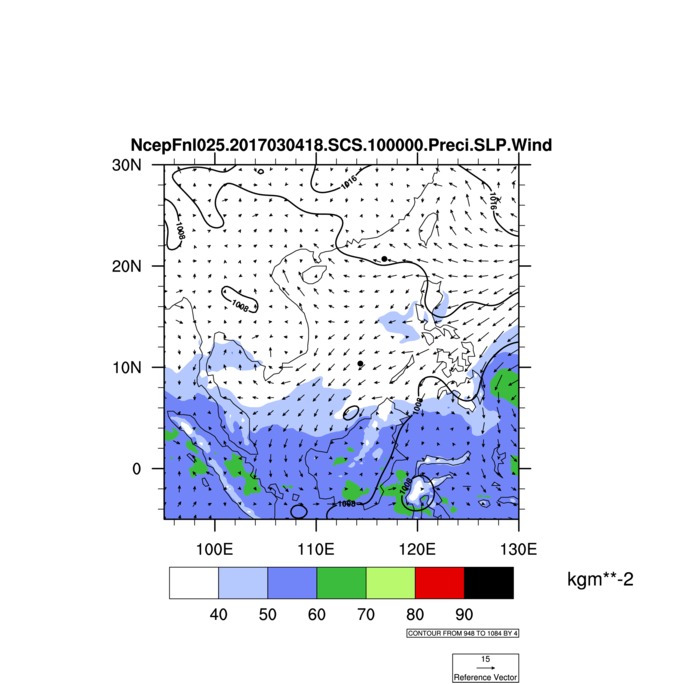 NcepFnl025.2017030418.SCS.100000.Preci.SLP.Wind
30N
1016
1016
1008
20N
1008
10N
1008
0
1008
1008
100E 110E 120E 130E
kgm**-2
40 50 60 70 80 90
CONTOUR FROM 948 TO 1084 BY 4
15
Reference Vector